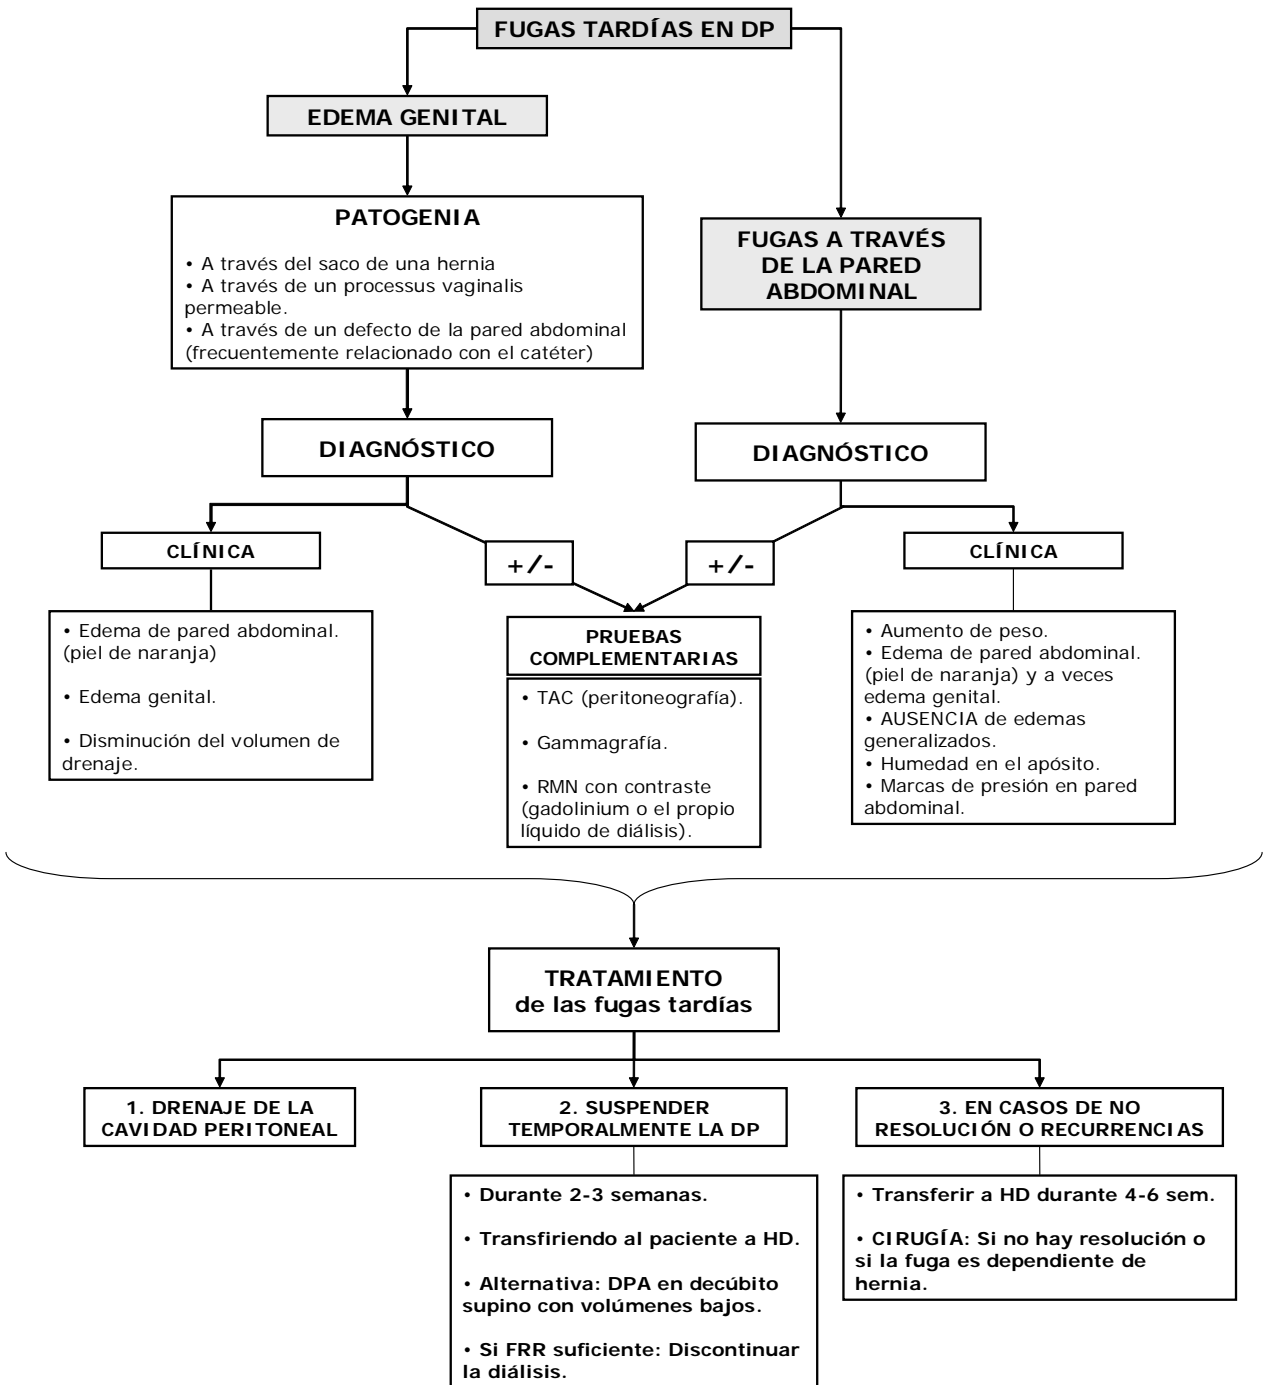 FUGAS TARDÍAS EN DP
EDEMA GENITAL
PATOGENIA
• A través del saco de una hernia
• A través de un processus vaginalis
permeable.
• A través de un defecto de la pared abdominal
(frecuentemente relacionado con el catéter)
FUGAS A TRAVÉS
DE LA PARED
ABDOMINAL
DIAGNÓSTICO
DIAGNÓSTICO
CLÍNICA
+/-
+/-
CLÍNICA
• Edema de pared abdominal.
(piel de naranja)
• Edema genital.
• Disminución del volumen de
drenaje.
PRUEBAS
COMPLEMENTARIAS
• TAC (peritoneografía).
• Gammagrafía.
• RMN con contraste
(gadolinium o el propio
líquido de diálisis).
• Aumento de peso.
• Edema de pared abdominal.
(piel de naranja) y a veces
edema genital.
• AUSENCIA de edemas
generalizados.
• Humedad en el apósito.
• Marcas de presión en pared
abdominal.
TRATAMIENTO
de las fugas tardías
1. DRENAJE DE LA
CAVIDAD PERITONEAL
2. SUSPENDER
TEMPORALMENTE LA DP
• Durante 2-3 semanas.
• Transfiriendo al paciente a HD.
• Alternativa: DPA en decúbito
supino con volúmenes bajos.
• Si FRR suficiente: Discontinuar
la diálisis.
3. EN CASOS DE NO
RESOLUCIÓN O RECURRENCIAS
• Transferir a HD durante 4-6 sem.
• CIRUGÍA: Si no hay resolución o
si la fuga es dependiente de
hernia.